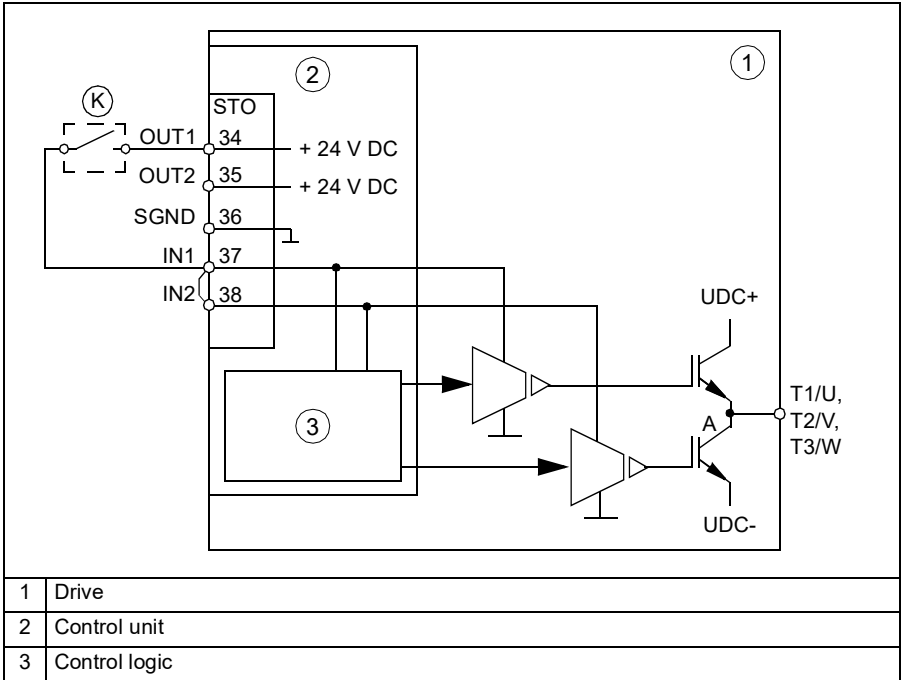 2
1
K
STO
OUT1 34 + 24 V DC
OUT2 35 + 24 V DC
SGND 36
IN1 37
IN2 38
UDC+
3
A
T1/U,
T2/V,
T3/W
UDC-
1 Drive
2 Control unit
3 Control logic